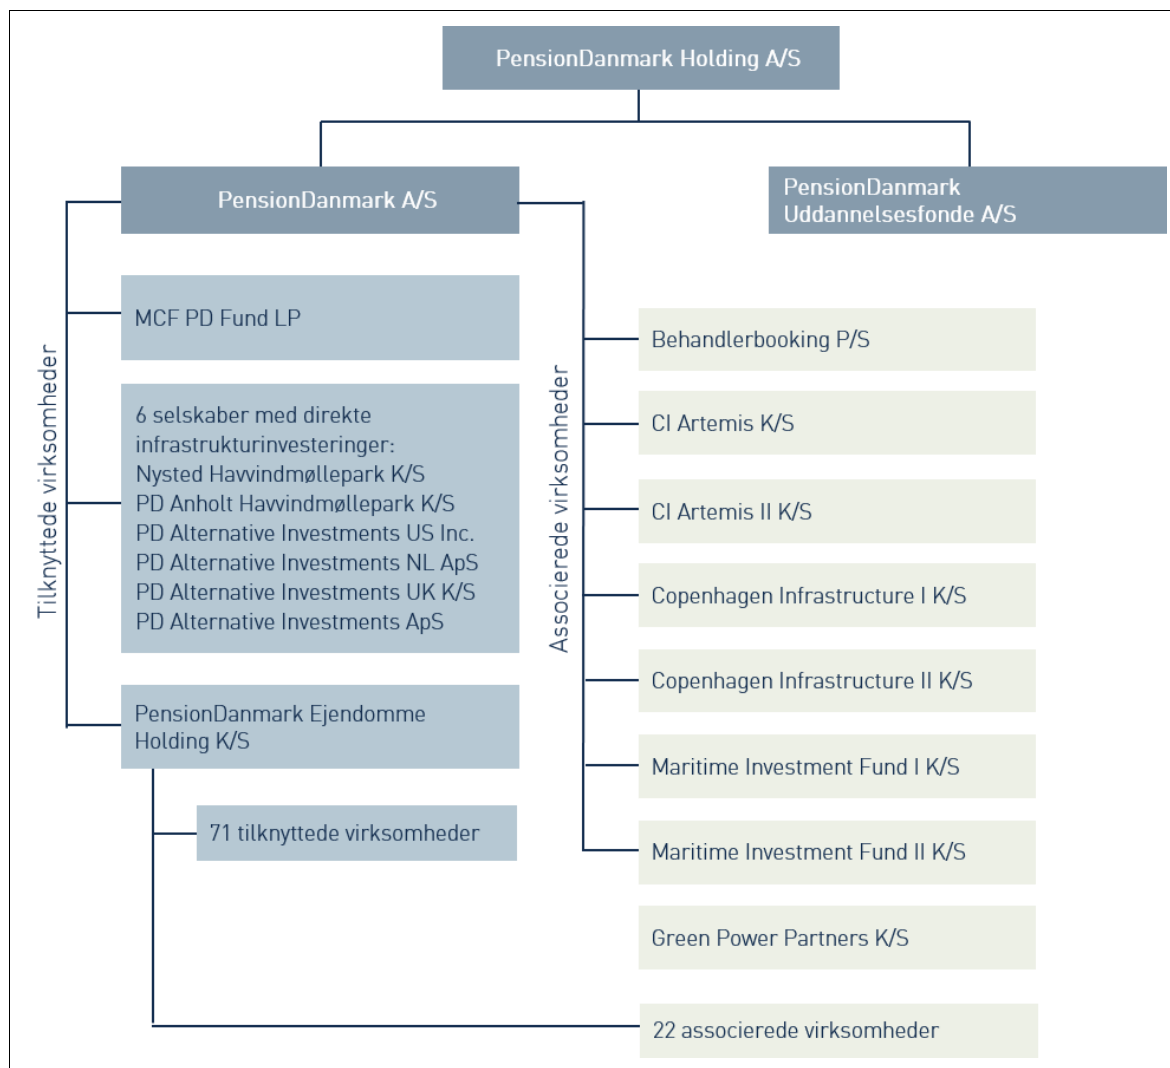 PensionDanmark Holding A/S
PensionDanmark A/S
PensionDanmark
Uddannelsesfonde A/S
Tilknyttede virksomheder
MCF PD Fund LP
6 selskaber med direkte
infrastrukturinvesteringer:
Nysted Havvindmøllepark K/S
PD Anholt Havvindmøllepark K/S
PD Alternative Investments US Inc.
PD Alternative Investments NL ApS
PD Alternative Investments UK K/S
PD Alternative Investments ApS
PensionDanmark Ejendomme
Holding K/S
71 tilknyttede virksomheder
Associerede virksomheder
Behandlerbooking P/S
CI Artemis K/S
CI Artemis II K/S
Copenhagen Infrastructure I K/S
Copenhagen Infrastructure II K/S
Maritime Investment Fund I K/S
Maritime Investment Fund II K/S
Green Power Partners K/S
22 associerede virksomheder